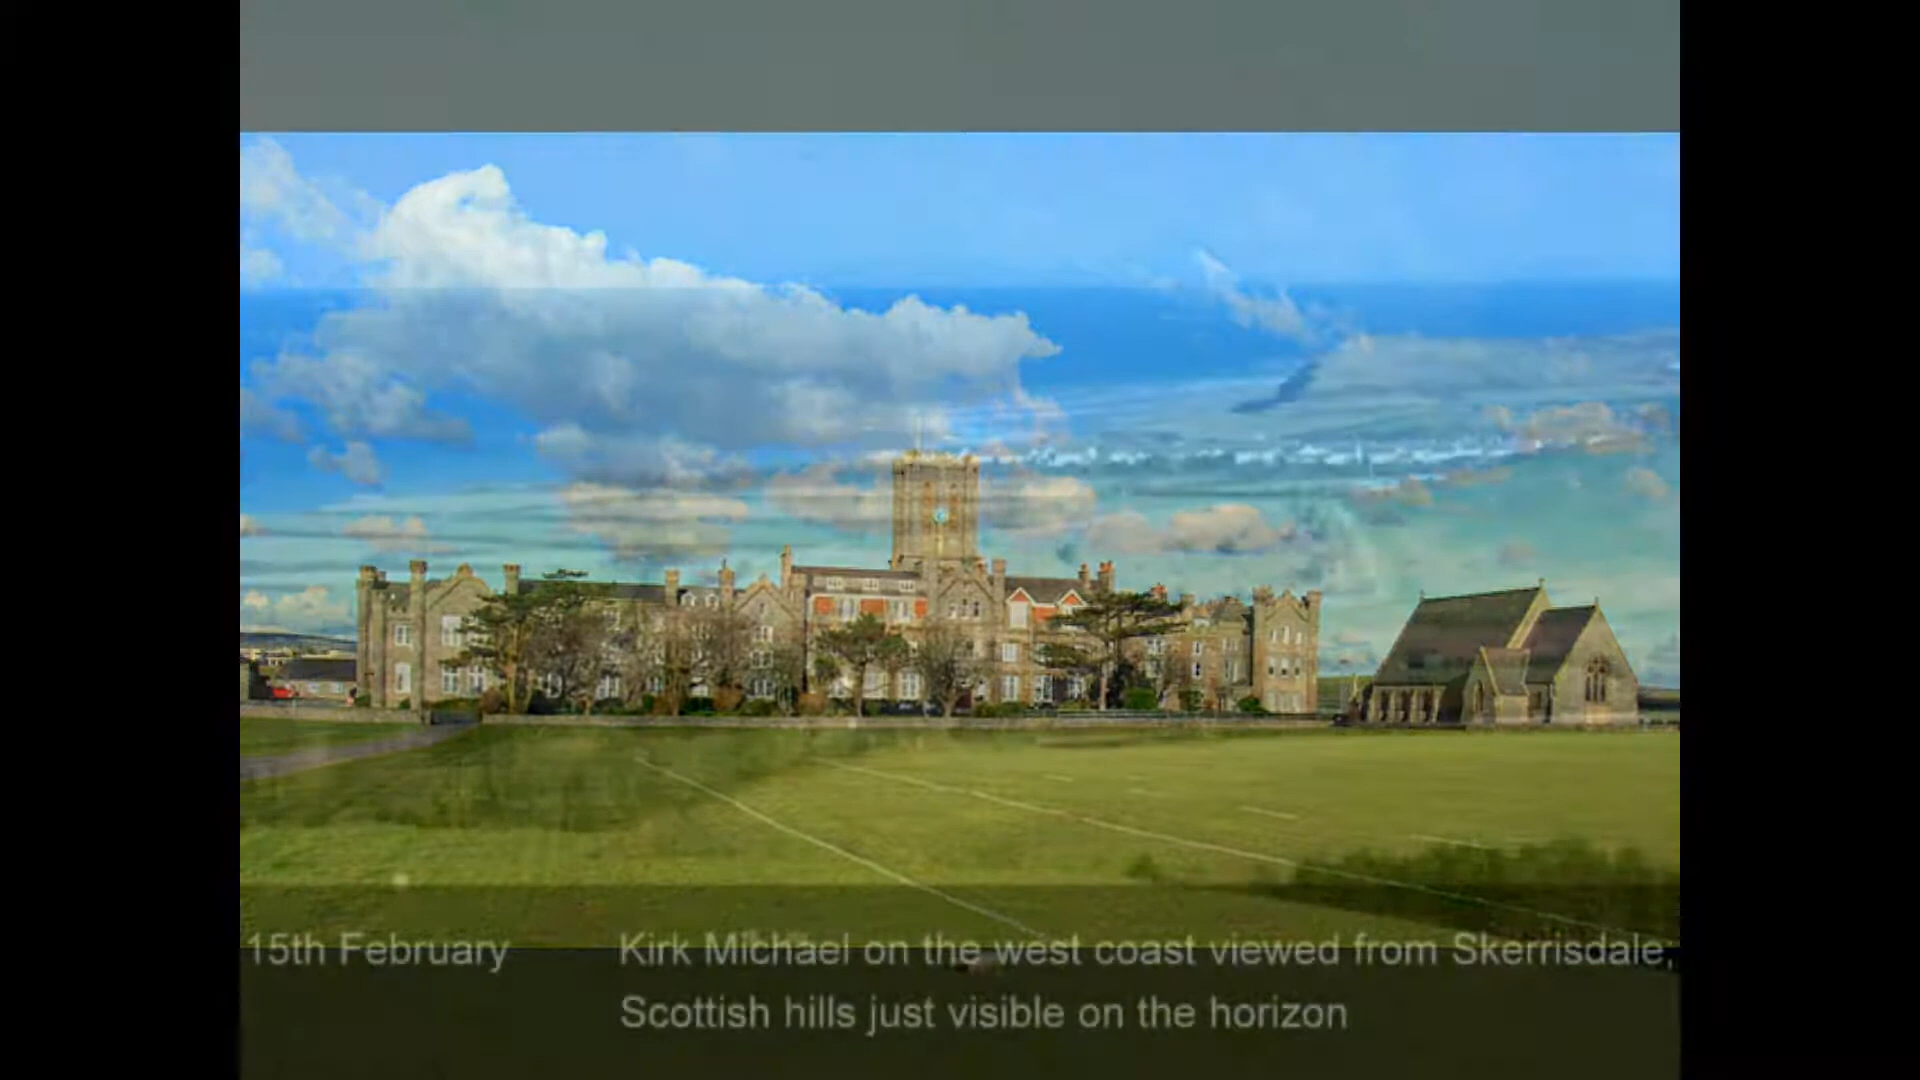 15th February Kirk Michael on the west coast viewed from Skerrisdale,
Scottish hills just visible on the horizon